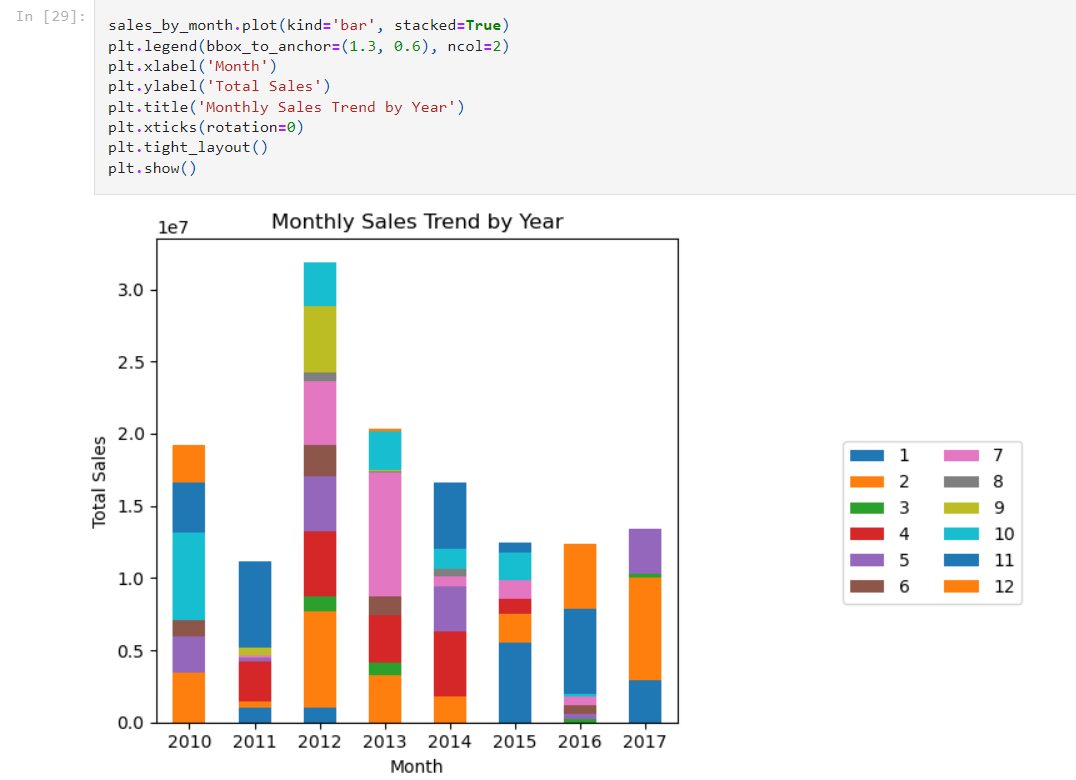 In [29]:
sales_by_month.plot(kind='bar', stacked=True)
plt.legend(bbox_to_anchor=(1.3, 0.6), ncol=2)
plt.xlabel('Month')
plt.ylabel('Total Sales')
plt.title('Monthly Sales Trend by Year')
plt.xticks(rotation=0)
plt.tight_layout()
plt.show()
Monthly Sales Trend by Year
1e7
3.0
2.5
2.0
1.5
1.0
0.5
0.0
Total Sales
2010 2011 2012 2013 2014 2015 2016 2017
Month
1 7
2 8
3 9
4 10
5 11
6 12